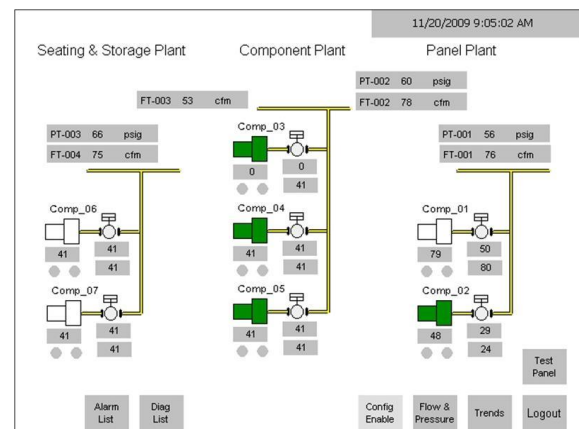 11/20/2009 9:05:02 AM
Seating & Storage Plant Component Plant Panel Plant
PT-002 60 psig
FT-003 53 cfm FT-002 78 cfm
PT-003 66 psig
FT-004 75 cfm
PT-001 56 psig
FT-001 76 cfm
Comp_03
0 0
41
Comp_06
41 41
41
Comp_04
41 41
41
Comp_01
79 50
80
Comp_07
41 41
41
Comp_05
41 41
41
Comp_02
48 29
24
Test
Panel
Alarm
List
Diag
List
Config
Enable
Flow &
Pressure
Trends
Logout